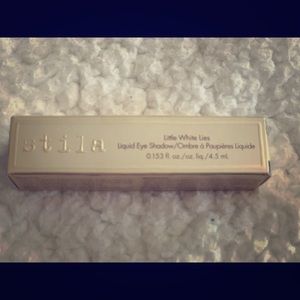 stila
Little White Lies
Liquid Eye Shadow/Ombre à Paupières Liquide
0.153 fl. oz./oz. liq./4.5 mL